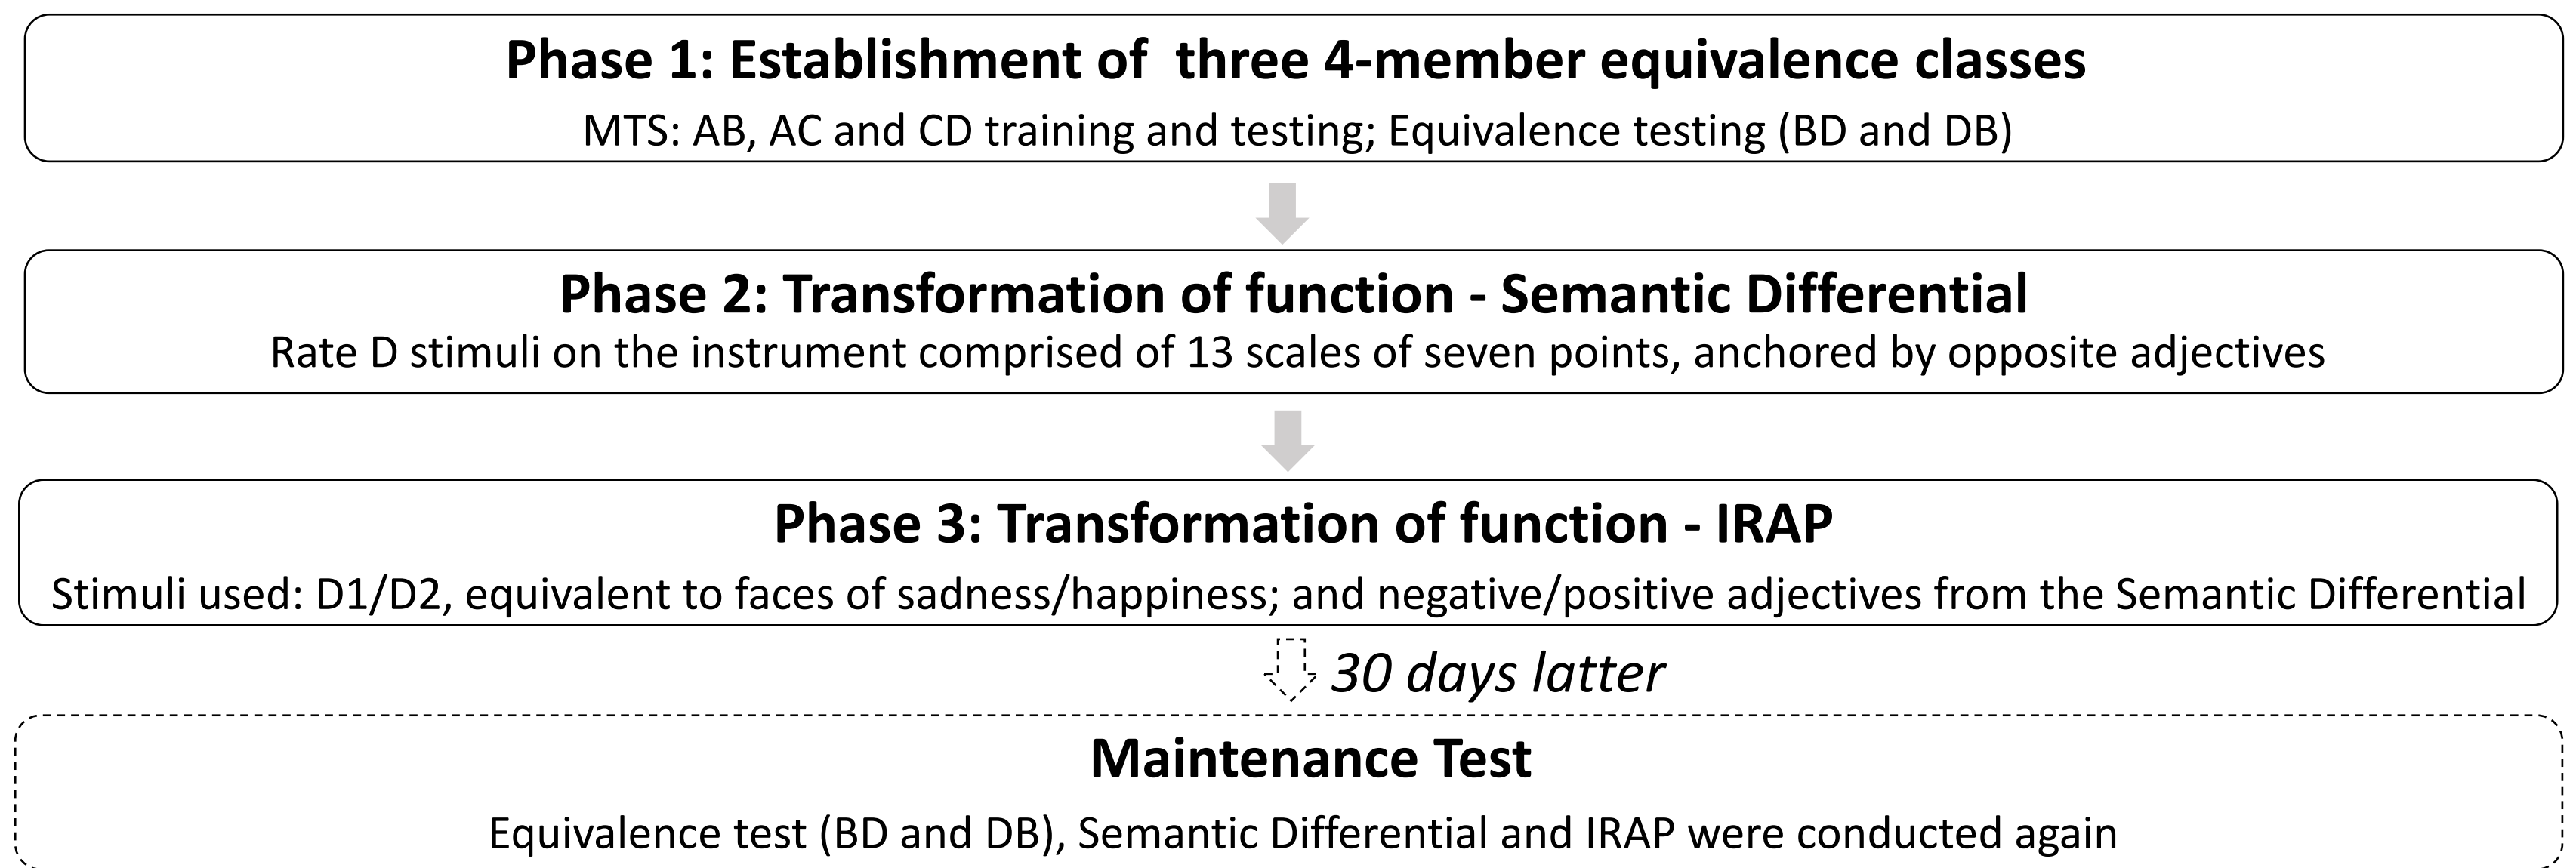 Phase 1: Establishment of  three 4-member equivalence classes
MTS: AB, AC and CD training and testing; Equivalence testing (BD and DB)
Phase 2: Transformation of function - Semantic Differential
Rate D stimuli on the instrument comprised of 13 scales of seven points, anchored by opposite adjectives
Phase 3: Transformation of function - IRAP
Stimuli used: D1/D2, equivalent to faces of sadness/happiness; and negative/positive adjectives from the Semantic Differential
30 days latter
Maintenance Test
Equivalence test (BD and DB), Semantic Differential and IRAP were conducted again